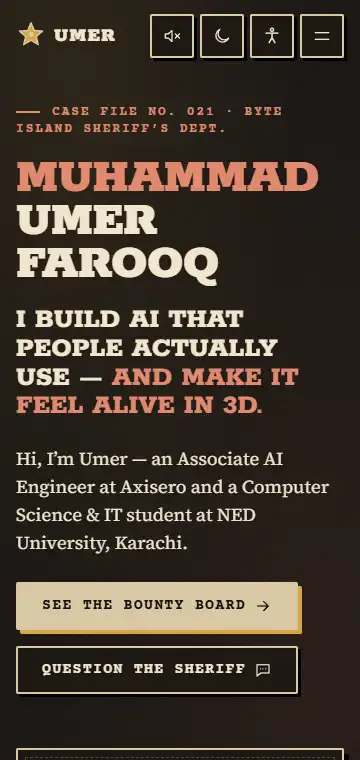 UMER
CASE FILE NO. 021 · BYTE
ISLAND SHERIFF'S DEPT.
MUHAMMAD
UMER
FAROOQ
I BUILD AI THAT
PEOPLE ACTUALLY
USE — AND MAKE IT
FEEL ALIVE IN 3D.
Hi, I'm Umer — an Associate AI
Engineer at Axisero and a Computer
Science & IT student at NED
University, Karachi.
SEE THE BOUNTY BOARD →
QUESTION THE SHERIFF